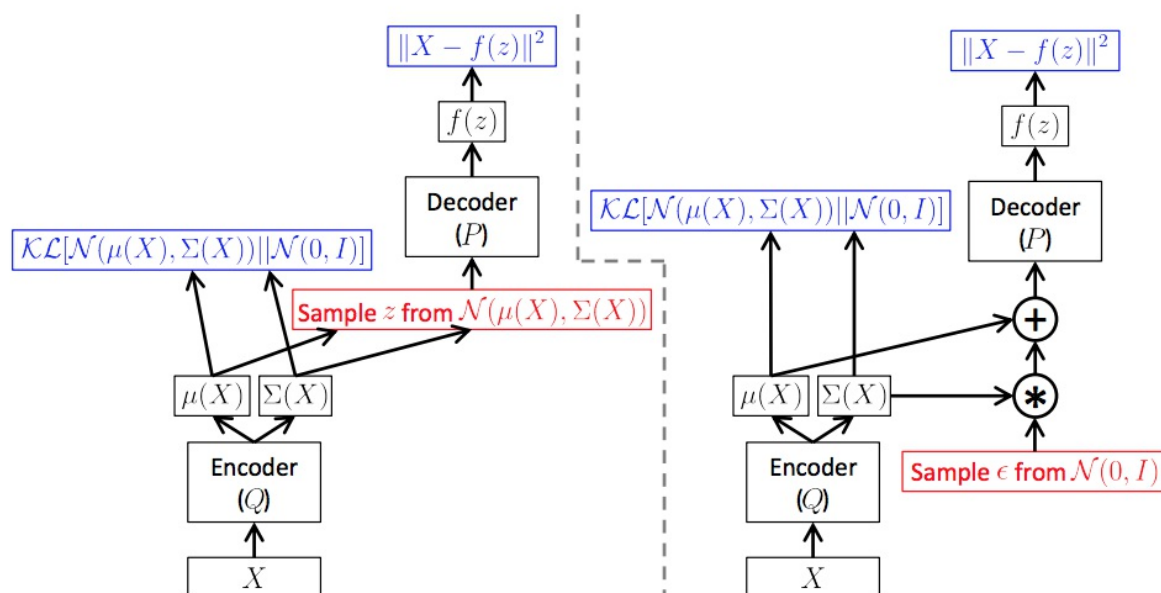 ‖X − f(z)‖²
f(z)
Decoder
(P)
𝒦ℒ[𝒩(μ(X), Σ(X))||𝒩(0, I)]
Sample z from 𝒩(μ(X), Σ(X))
μ(X) Σ(X)
Encoder
(Q)
X
‖X − f(z)‖²
f(z)
Decoder
(P)
𝒦ℒ[𝒩(μ(X), Σ(X))||𝒩(0, I)]
+
μ(X) Σ(X) *
Sample ϵ from 𝒩(0, I)
Encoder
(Q)
X